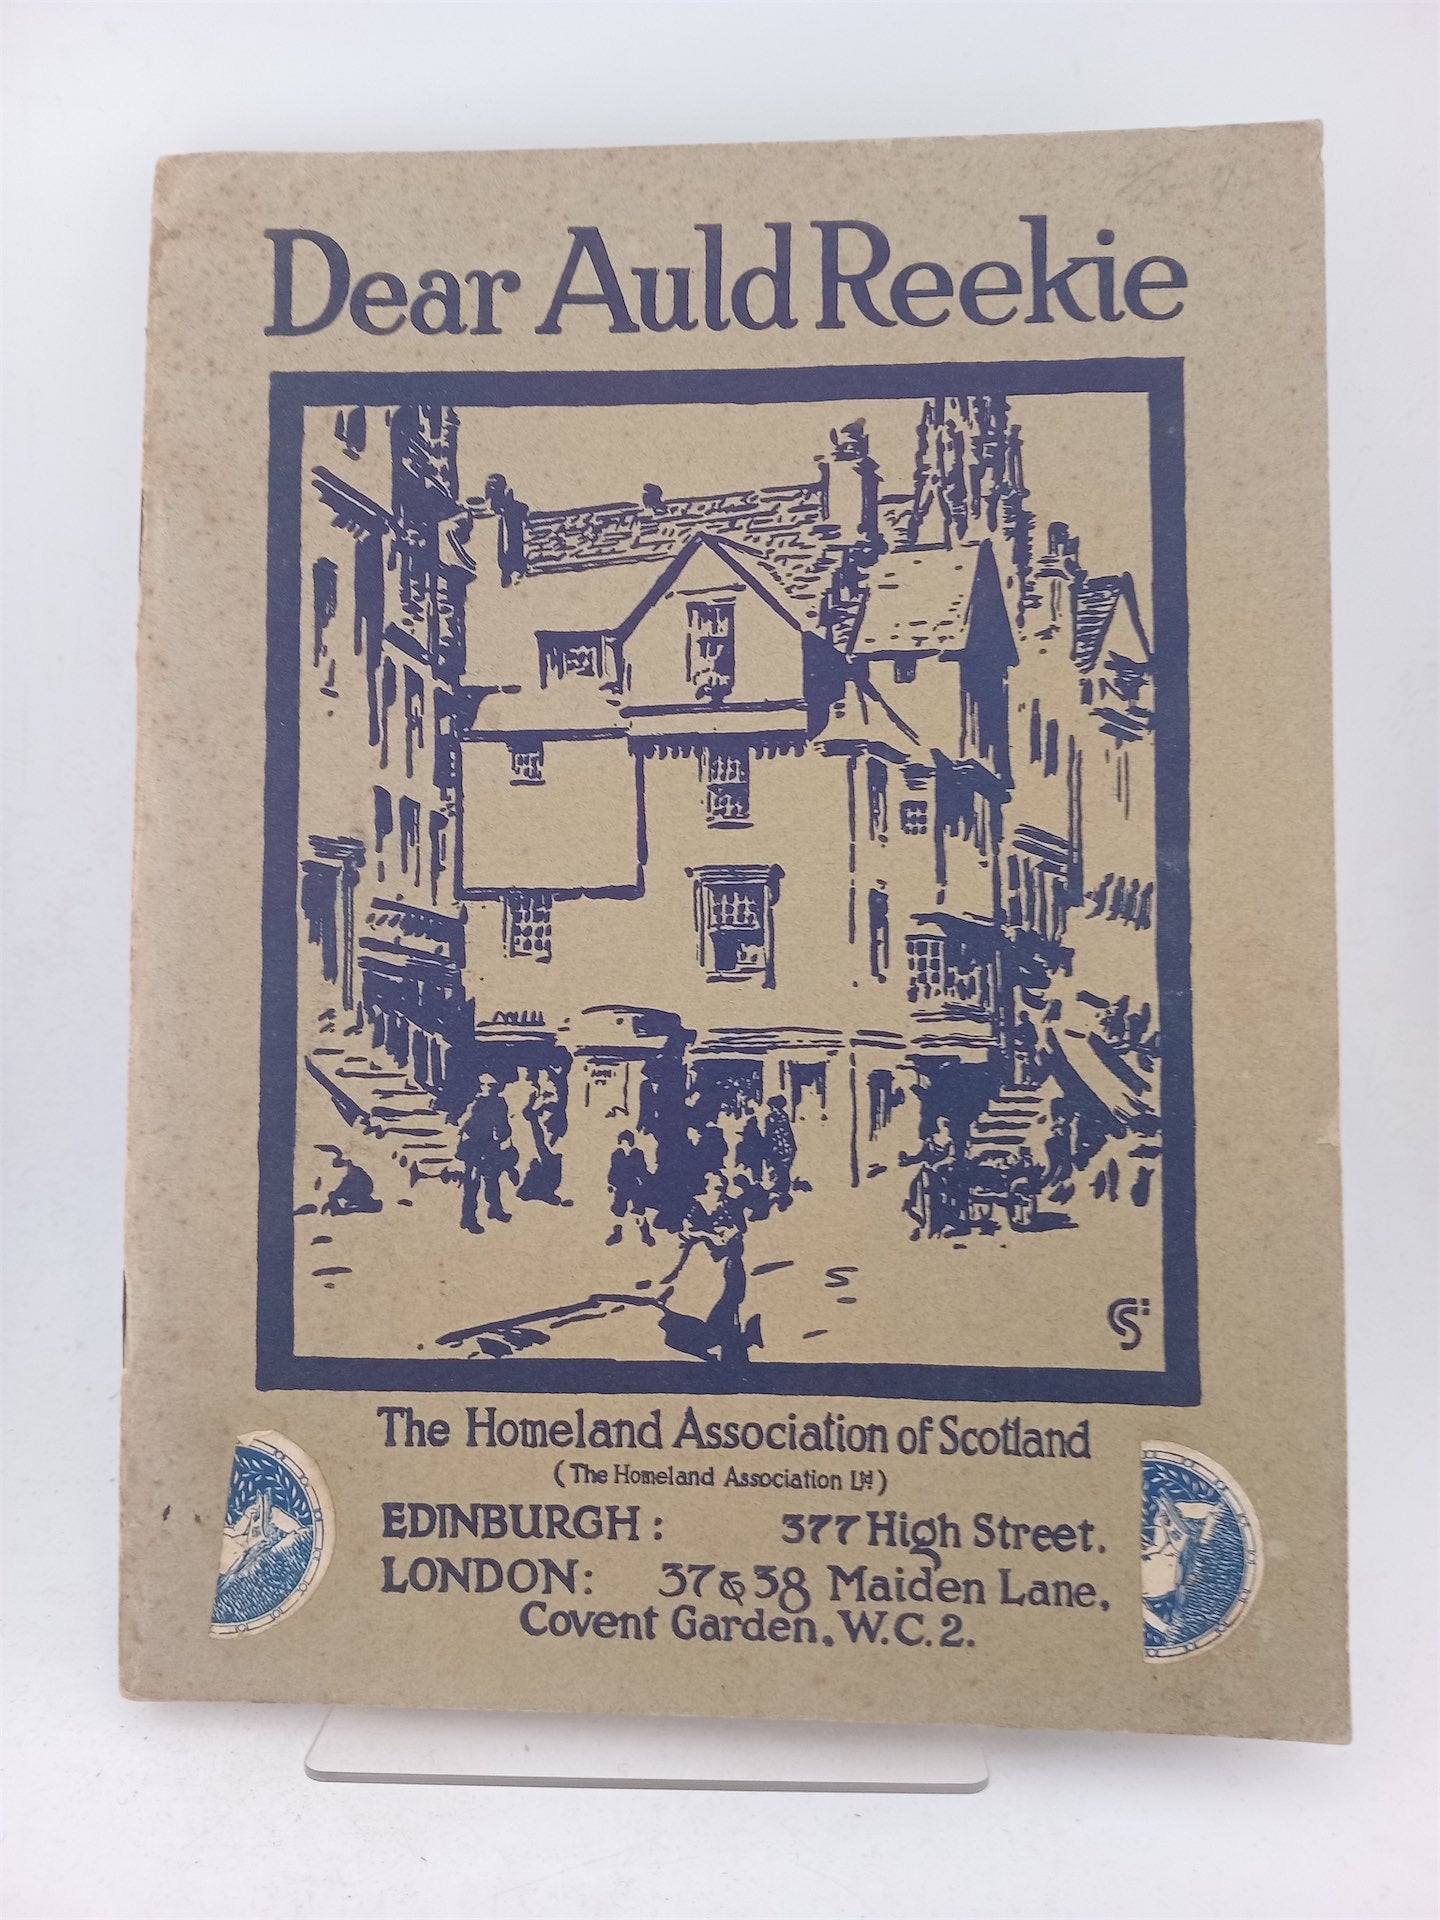 Dear Auld Reekie
The Homeland Association of Scotland
(The Homeland Association Ltd)
EDINBURGH: 377 High Street.
LONDON: 37 & 38 Maiden Lane,
Covent Garden, W.C.2.